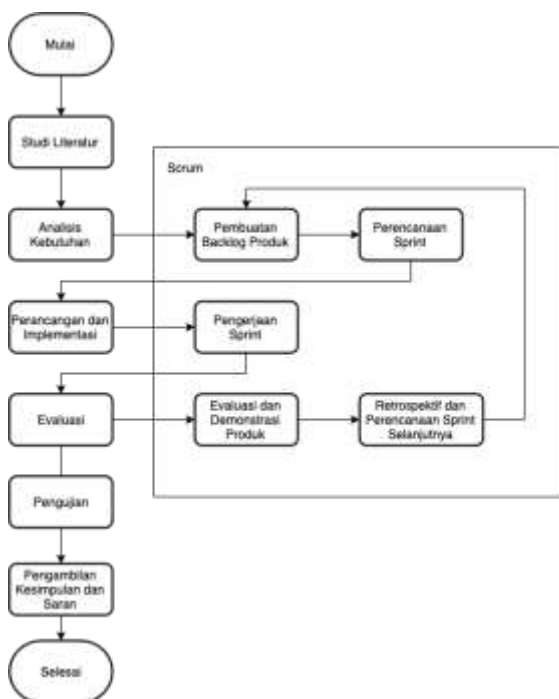 Mulai
Studi Literatur
Scrum
Analisis
Kebutuhan
Pembuatan
Backlog Produk
Perencanaan
Sprint
Perancangan dan
Implementasi
Pengerjaan
Sprint
Evaluasi
Evaluasi dan
Demonstrasi
Produk
Retrospektif dan
Perencanaan Sprint
Selanjutnya
Pengujian
Pengambilan
Kesimpulan dan
Saran
Selesai